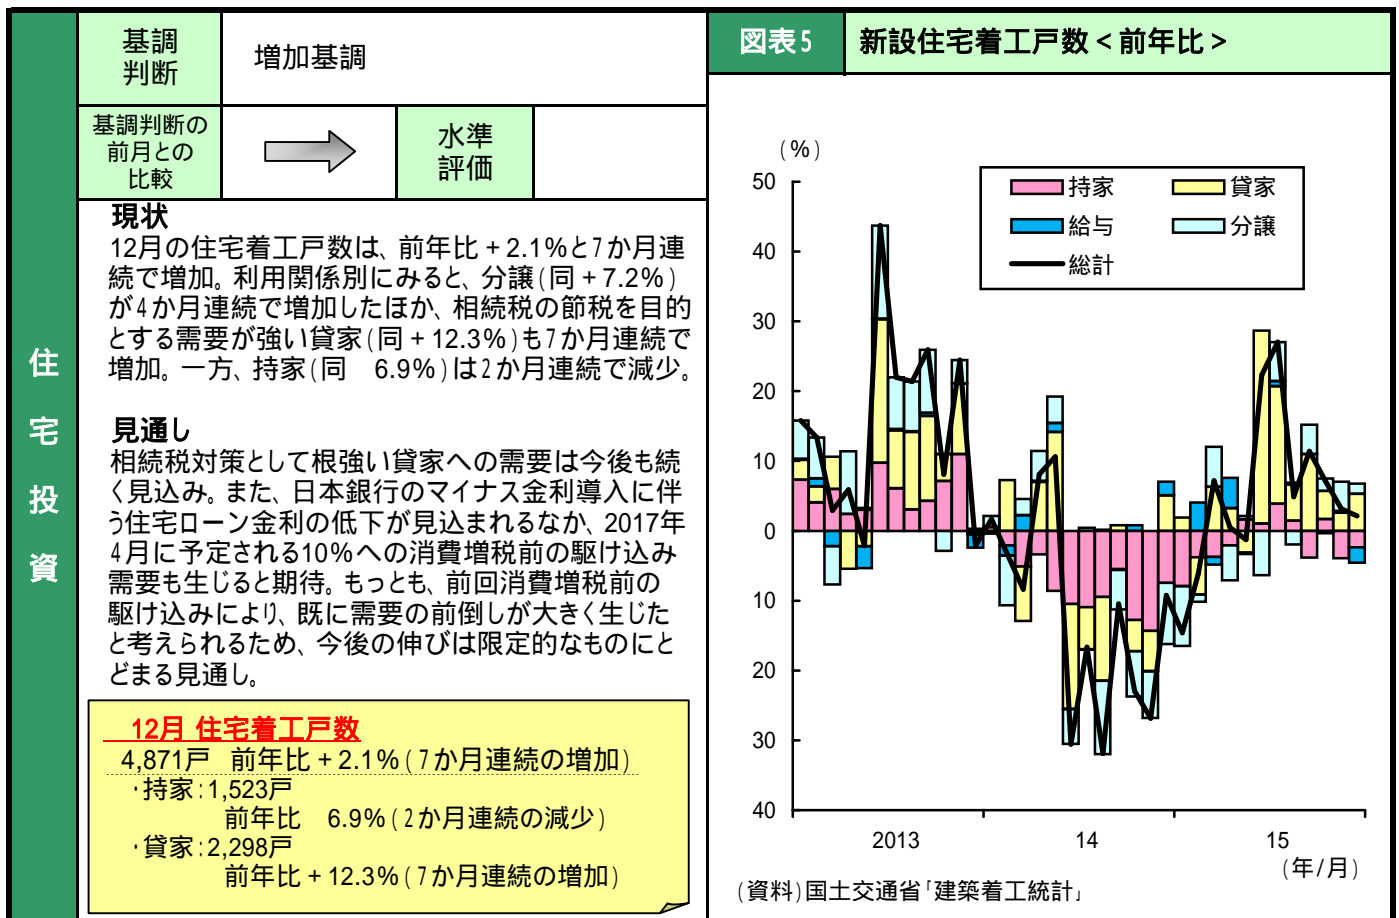 住宅投資
基調
判断
増加基調
基調判断の
前月との
比較
水準
評価
現状
12月の住宅着工戸数は、前年比+2.1%と7か月連
続で増加。利用関係別にみると、分譲(同+7.2%)
が4か月連続で増加したほか、相続税の節税を目的
とする需要が強い貸家(同+12.3%)も7か月連続で
増加。一方、持家(同 6.9%)は2か月連続で減少。
見通し
相続税対策として根強い貸家への需要は今後も続
く見込み。また、日本銀行のマイナス金利導入に伴
う住宅ローン金利の低下が見込まれるなか、2017年
4月に予定される10%への消費増税前の駆け込み
需要も生じると期待。もっとも、前回消費増税前の
駆け込みにより、既に需要の前倒しが大きく生じた
と考えられるため、今後の伸びは限定的なものにと
どまる見通し。
12月 住宅着工戸数
4,871戸 前年比+2.1%(7か月連続の増加)
・持家:1,523戸
前年比 6.9%(2か月連続の減少)
・貸家:2,298戸
前年比+12.3%(7か月連続の増加)
図表5 新設住宅着工戸数<前年比>
(%)
50
40
30
20
10
0
10
20
30
40
持家 貸家
給与 分譲
総計
2013 14 15
(年/月)
(資料)国土交通省「建築着工統計」